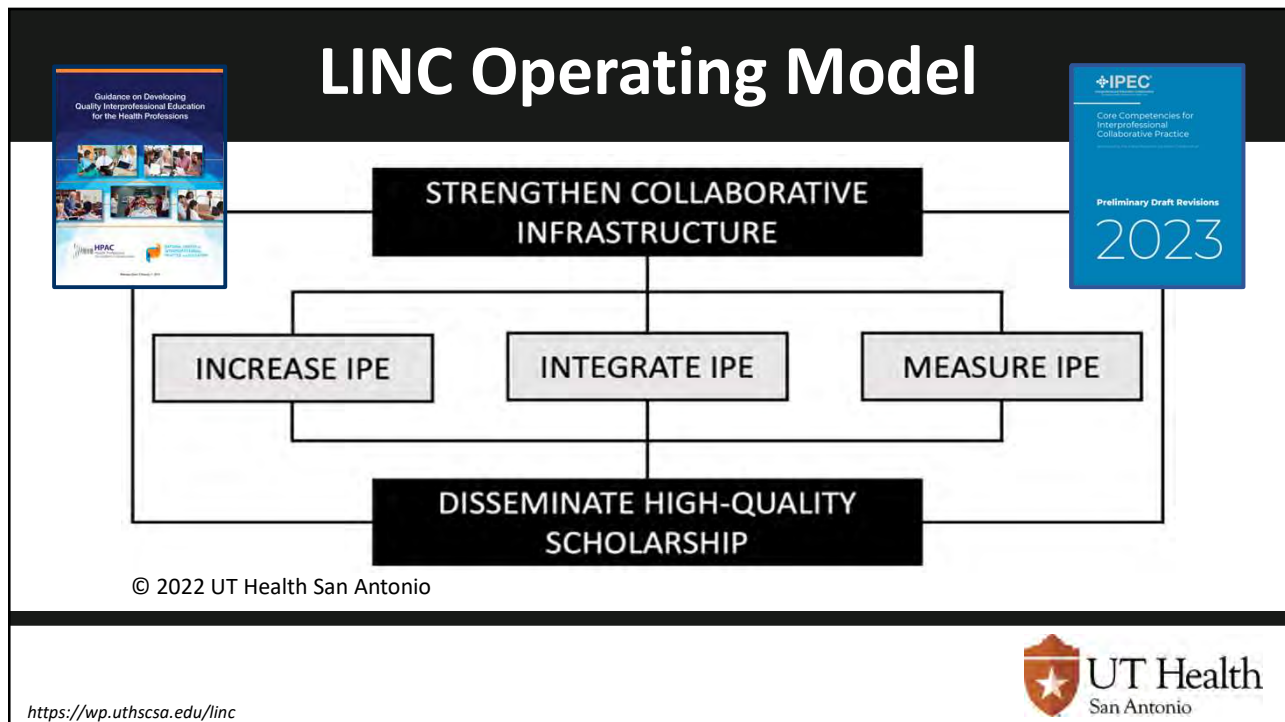 LINC Operating Model
Guidance on Developing
Quality Interprofessional Education
for the Health Professions
HPAC
IPEC
Core Competencies for
Interprofessional
Collaborative Practice
Preliminary Draft Revisions
2023
STRENGTHEN COLLABORATIVE
INFRASTRUCTURE
INCREASE IPE
INTEGRATE IPE
MEASURE IPE
DISSEMINATE HIGH-QUALITY
SCHOLARSHIP
© 2022 UT Health San Antonio
https://wp.uthscsa.edu/linc
UT Health
San Antonio